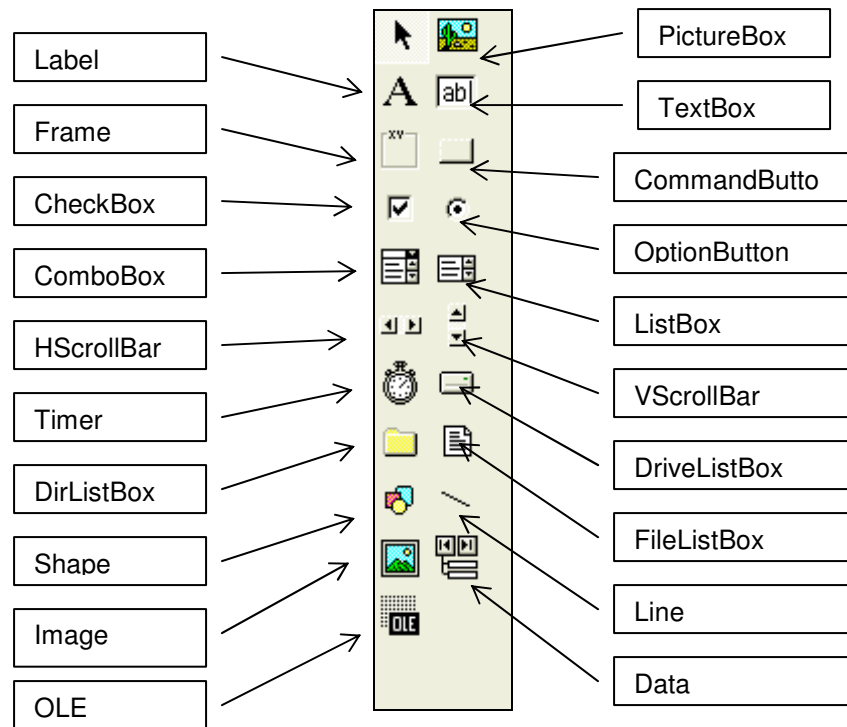 PictureBox
Label
A
ab
TextBox
Frame
XY
CommandButto
CheckBox
OptionButton
ComboBox
ListBox
HScrollBar
VScrollBar
Timer
DriveListBox
DirListBox
FileListBox
Shape
Line
Image
OLE
Data
OLE